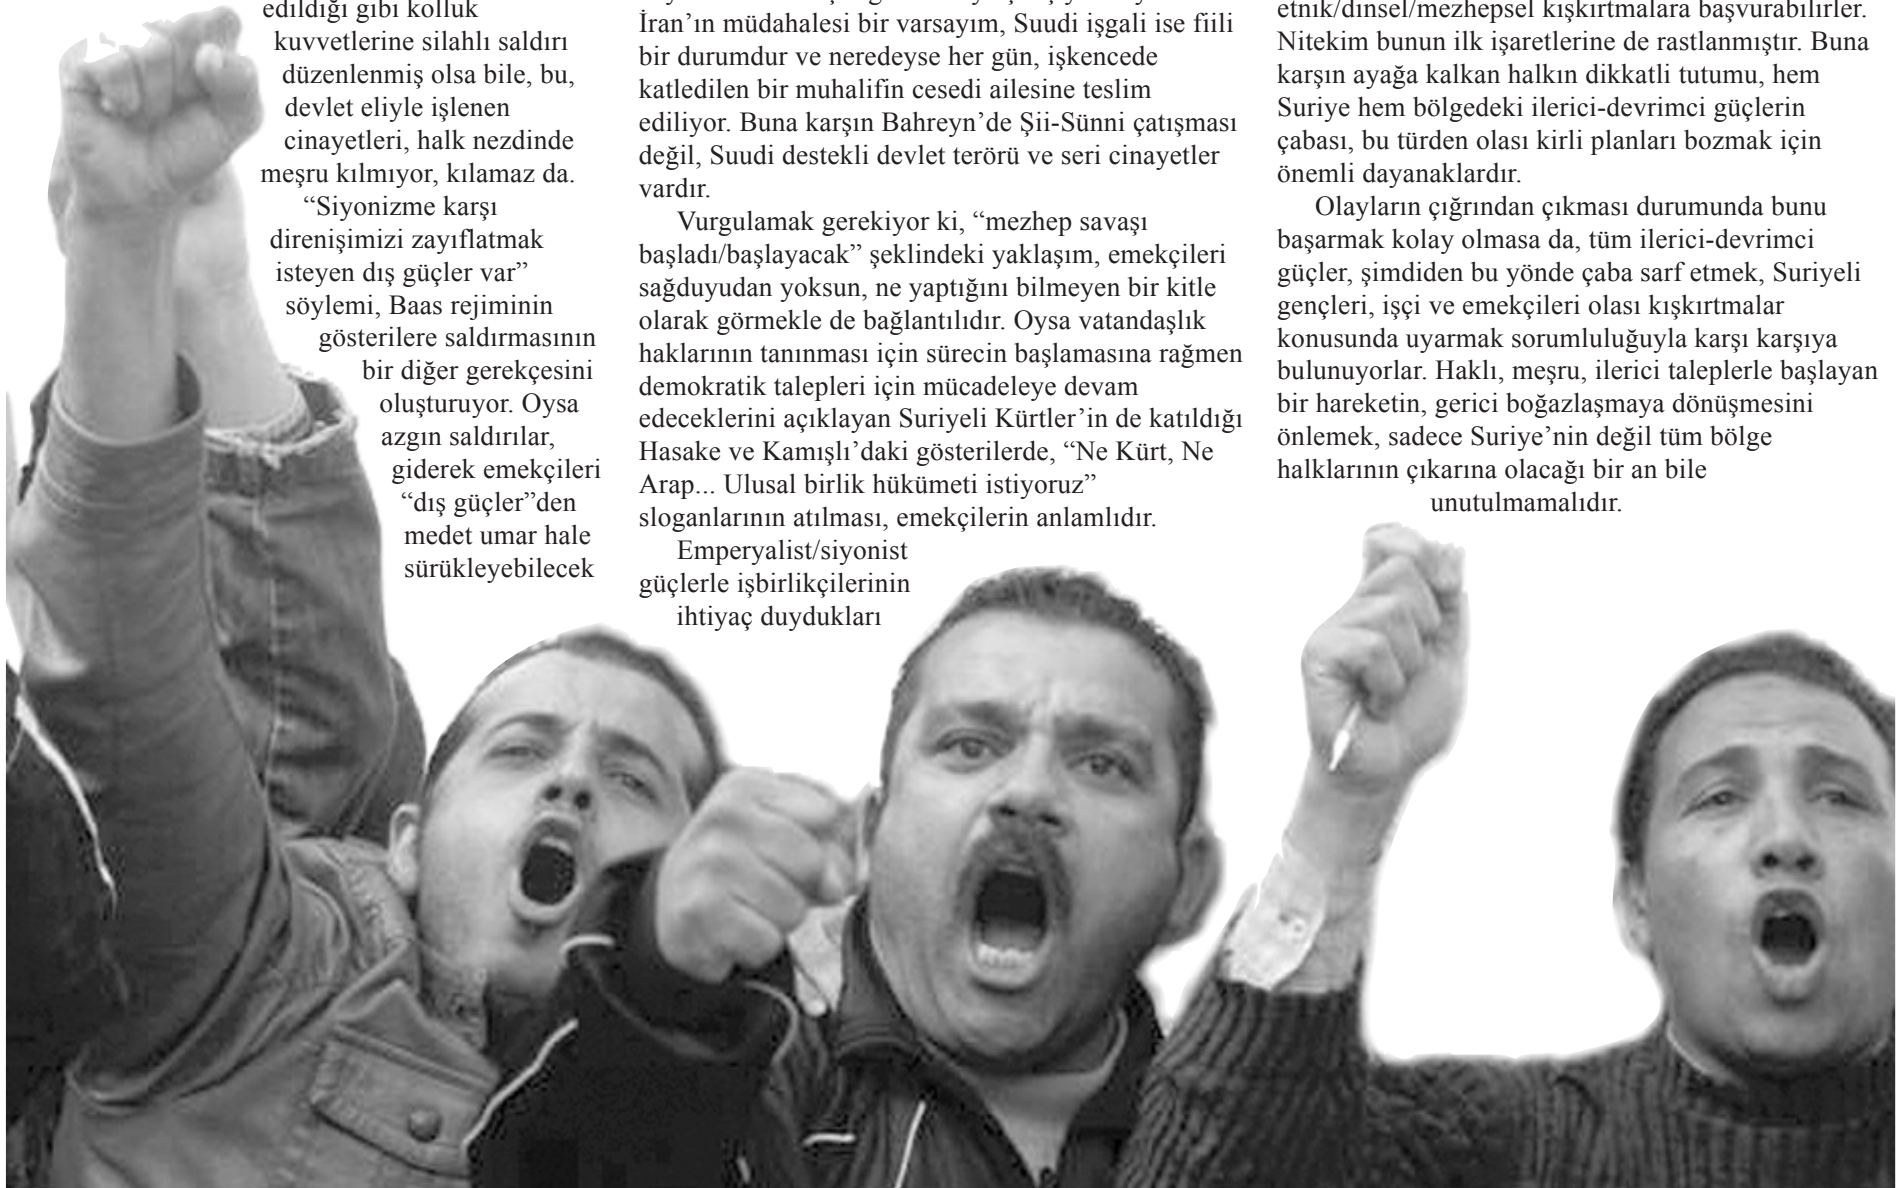 edildiği gibi kolluk
kuvvetlerine silahlı saldırı
düzenlenmiş olsa bile, bu,
devlet eliyle işlenen
cinayetleri, halk nezdinde
meşru kılmıyor, kılamaz da.
“Siyonizme karşı
direnişimizi zayıflatmak
isteyen dış güçler var”
söylemi, Baas rejiminin
gösterilere saldırmasının
bir diğer gerekçesini
oluşturuyor. Oysa
azgın saldırılar,
giderek emekçileri
“dış güçler”den
medet umar hale
sürükleyebilecek
İran’ın müdahalesi bir varsayım, Suudi işgali ise fiili
bir durumdur ve neredeyse her gün, işkencede
katledilen bir muhalifin cesedi ailesine teslim
ediliyor. Buna karşın Bahreyn’de Şii-Sünni çatışması
değil, Suudi destekli devlet terörü ve seri cinayetler
vardır.
Vurgulamak gerekiyor ki, “mezhep savaşı
başladı/başlayacak” şeklindeki yaklaşım, emekçileri
sağduyudan yoksun, ne yaptığını bilmeyen bir kitle
olarak görmekle de bağlantılıdır. Oysa vatandaşlık
haklarının tanınması için sürecin başlamasına rağmen
demokratik talepleri için mücadeleye devam
edeceklerini açıklayan Suriyeli Kürtler’in de katıldığı
Hasake ve Kamışlı’daki gösterilerde, “Ne Kürt, Ne
Arap... Ulusal birlik hükümeti istiyoruz”
sloganlarının atılması, emekçilerin anlamlıdır.
Emperyalist/siyonist
güçlerle işbirlikçilerinin
ihtiyaç duydukları
etnik/dinsel/mezhepsel kışkırtmalara başvurabilirler.
Nitekim bunun ilk işaretlerine de rastlanmıştır. Buna
karşın ayağa kalkan halkın dikkatli tutumu, hem
Suriye hem bölgedeki ilerici-devrimci güçlerin
çabası, bu türden olası kirli planları bozmak için
önemli dayanaklardır.
Olayların çığrından çıkması durumunda bunu
başarmak kolay olmasa da, tüm ilerici-devrimci
güçler, şimdiden bu yönde çaba sarf etmek, Suriyeli
gençleri, işçi ve emekçileri olası kışkırtmalar
konusunda uyarmak sorumluluğuyla karşı karşıya
bulunuyorlar. Haklı, meşru, ilerici taleplerle başlayan
bir hareketin, gerici boğazlaşmaya dönüşmesini
önlemek, sadece Suriye’nin değil tüm bölge
halklarının çıkarına olacağı bir an bile
unutulmamalıdır.